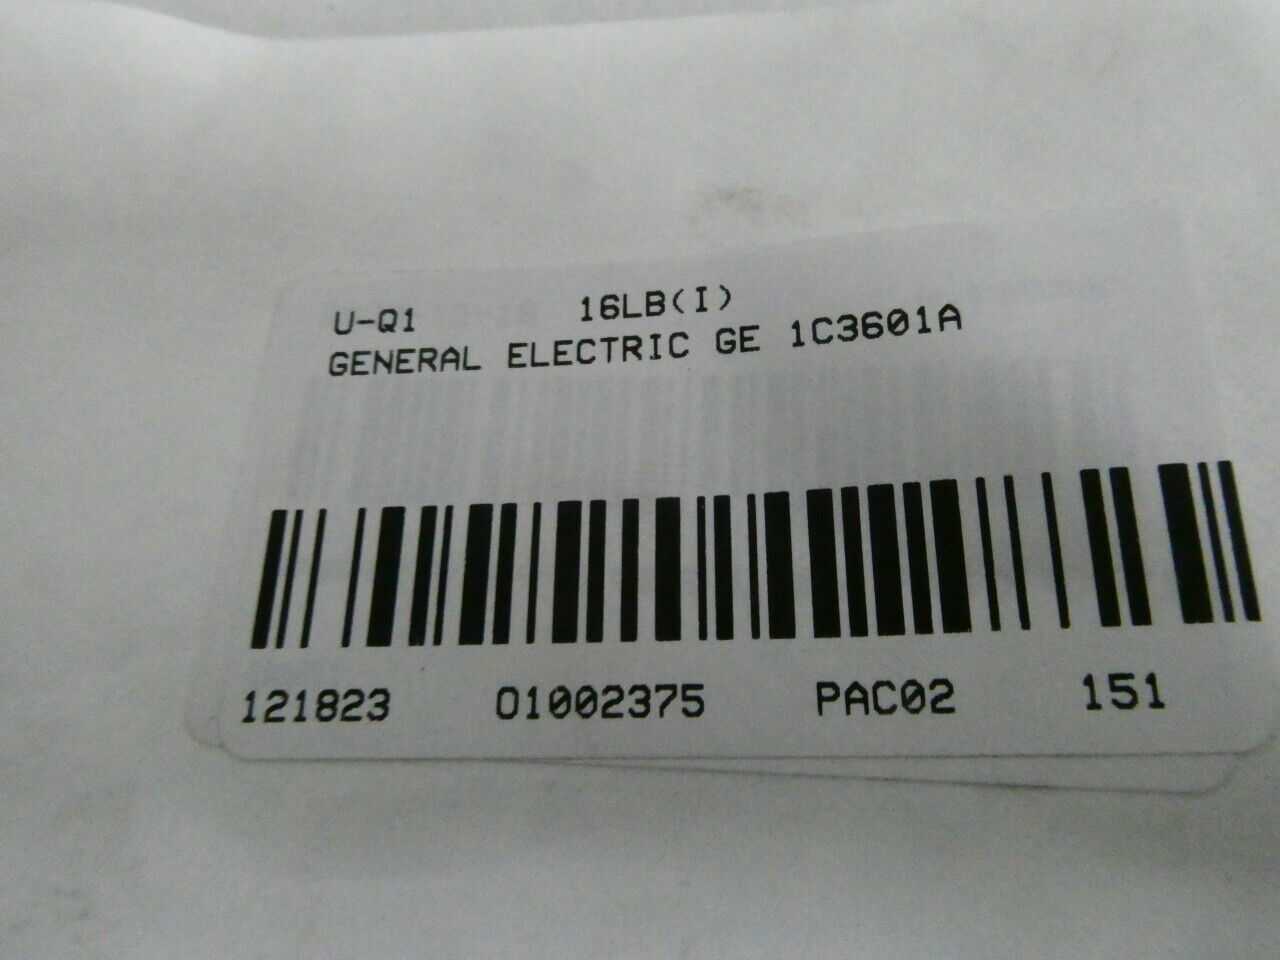 U-Q1 16LB(I)
GENERAL ELECTRIC GE 1C3601A
121823 01002375 PAC02 151